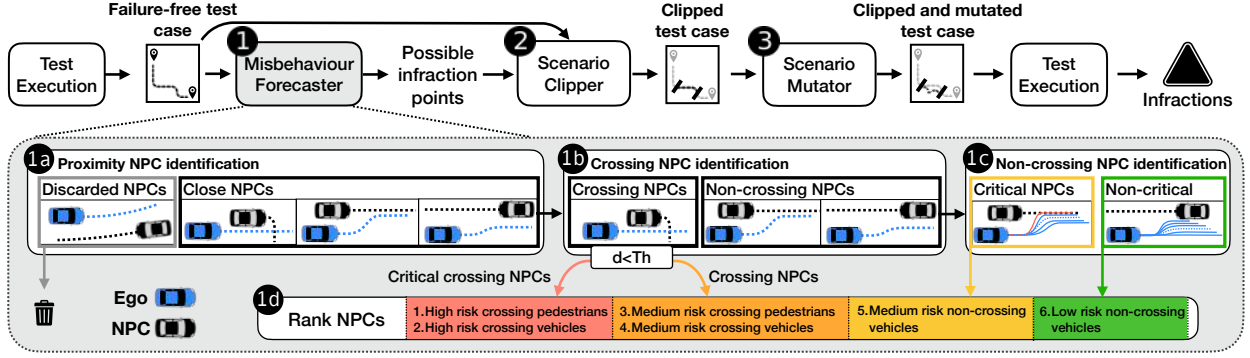 Failure-free test
case
Clipped
test case
Clipped and mutated
test case
Test
Execution
1
Misbehaviour
Forecaster
Possible
infraction
points
2
Scenario
Clipper
3
Scenario
Mutator
Test
Execution
Infractions
1a
Proximity NPC identification
1b
Crossing NPC identification
1c
Non-crossing NPC identification
Discarded NPCs
Close NPCs
Crossing NPCs
Non-crossing NPCs
Critical NPCs
Non-critical
d<Th
Critical crossing NPCs
Crossing NPCs
Ego
NPC
1d
Rank NPCs
1.High risk crossing pedestrians
2.High risk crossing vehicles
3.Medium risk crossing pedestrians
4.Medium risk crossing vehicles
5.Medium risk non-crossing
vehicles
6.Low risk non-crossing
vehicles